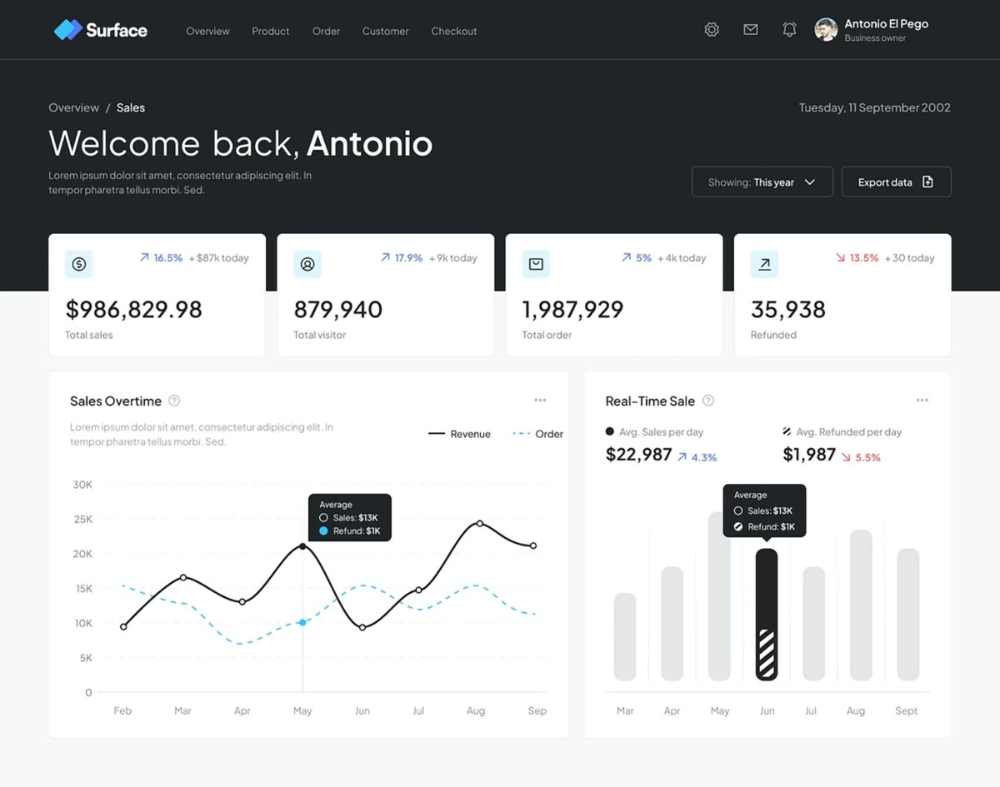 Surface
Overview
Product
Order
Customer
Checkout
Antonio El Pego
Business owner
Overview / Sales
Tuesday, 11 September 2002
Welcome back, Antonio
Lorem ipsum dolor sit amet, consectetur adipiscing elit. In
tempor pharetra tellus morbi. Sed.
Showing: This year
Export data
16.5% + $87k today
$986,829.98
Total sales
17.9% + 9k today
879,940
Total visitor
5% + 4k today
1,987,929
Total order
13.5% + 30 today
35,938
Refunded
Sales Overtime
Lorem ipsum dolor sit amet, consectetur adipiscing elit. In
tempor pharetra tellus morbi. Sed.
Revenue
Order
30K
25K
20K
15K
10K
5K
0
Average
Sales: $13K
Refund: $1K
Feb
Mar
Apr
May
Jun
Jul
Aug
Sep
Real-Time Sale
Avg. Sales per day
$22,987 4.3%
Avg. Refunded per day
$1,987 5.5%
Average
Sales: $13K
Refund: $1K
Mar
Apr
May
Jun
Jul
Aug
Sept